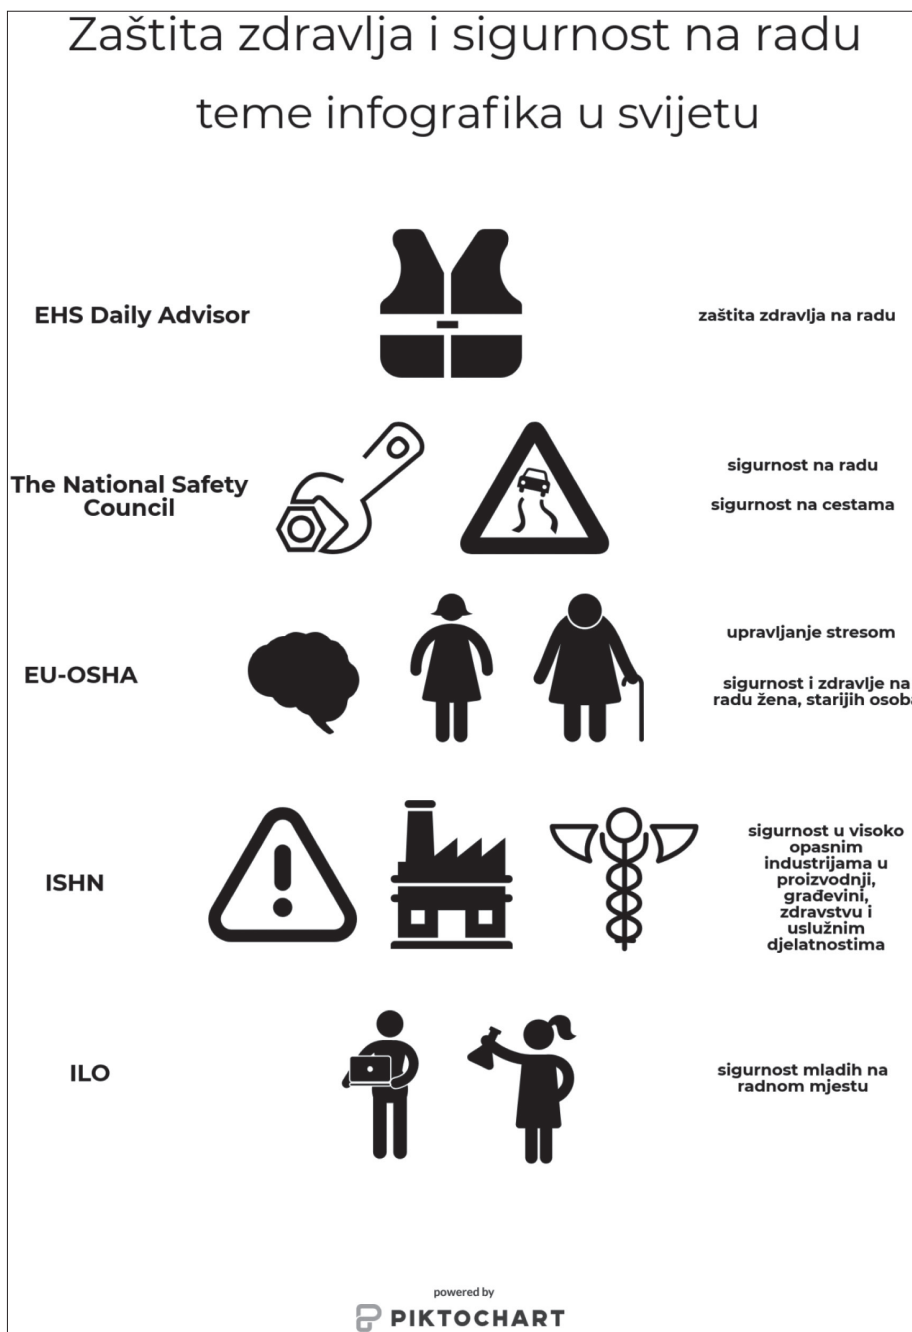 Zaštita zdravlja i sigurnost na radu
teme infografika u svijetu
EHS Daily Advisor
zaštita zdravlja na radu
The National Safety
Council
sigurnost na radu
sigurnost na cestama
EU-OSHA
upravljanje stresom
sigurnost i zdravlje na
radu žena, starijih osoba
ISHN
sigurnost u visoko
opasnim
industrijama u
proizvodnji,
građevini,
zdravstvu i
uslužnim
djelatnostima
ILO
sigurnost mladih na
radnom mjestu
powered by
PIKTOCHART